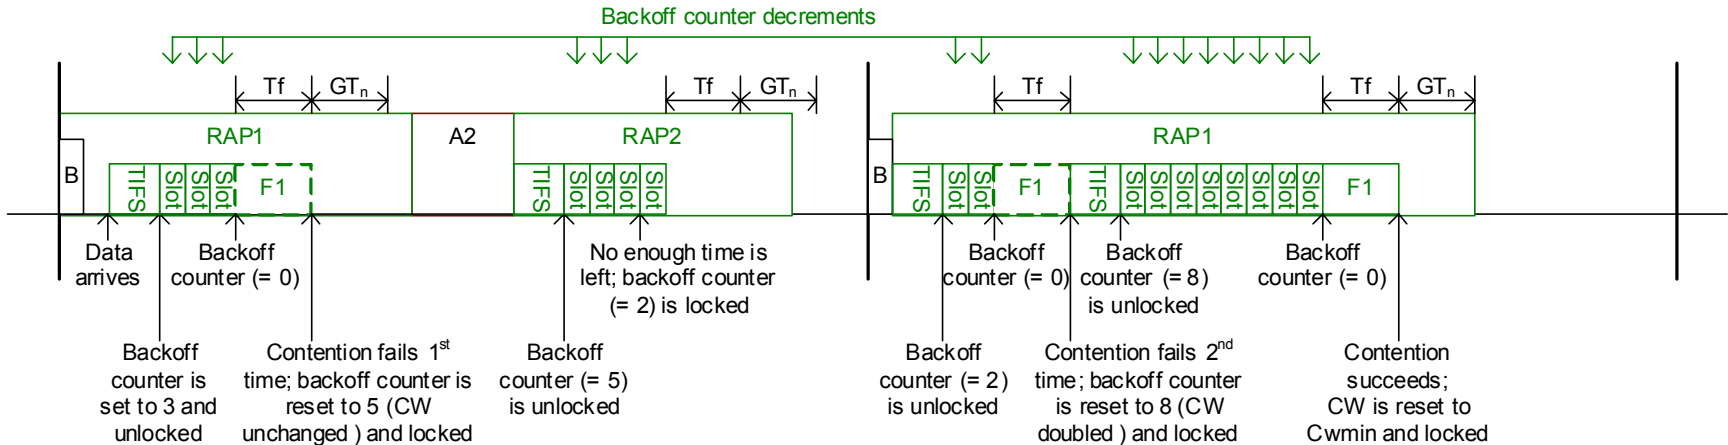 Backoff counter decrements
Tf
GTn
Tf
GTn
Tf
Tf
GTn
RAP1
A2
RAP2
RAP1
B
TIFS
Slot
Slot
Slot
F1
TIFS
Slot
Slot
Slot
Slot
B
TIFS
Slot
Slot
F1
TIFS
Slot
Slot
Slot
Slot
Slot
Slot
Slot
Slot
F1
Data
arrives
Backoff
counter (= 0)
No enough time is
left; backoff counter
(= 2) is locked
Backoff
counter (= 0)
Backoff
counter (= 8)
is unlocked
Backoff
counter (= 0)
Backoff
counter is
set to 3 and
unlocked
Contention fails 1st
time; backoff counter is
reset to 5 (CW
unchanged ) and locked
Backoff
counter (= 5)
is unlocked
Backoff
counter (= 2)
is unlocked
Contention fails 2nd
time; backoff counter
is reset to 8 (CW
doubled ) and locked
Contention
succeeds;
CW is reset to
Cwmin and locked